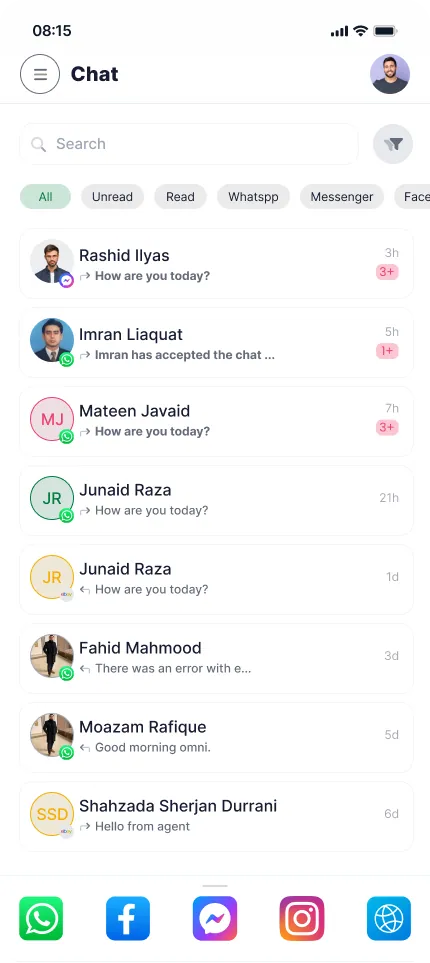 08:15
Chat
Search
All Unread Read Whatspp Messenger Face
Rashid Ilyas 3h
How are you today? 3+
Imran Liaquat 5h
Imran has accepted the chat ... 1+
MJ Mateen Javaid 7h
How are you today? 3+
JR Junaid Raza 21h
How are you today?
JR Junaid Raza 1d
How are you today?
ebay
Fahid Mahmood 3d
There was an error with e...
Moazam Rafique 5d
Good morning omni.
SSD Shahzada Sherjan Durrani 6d
Hello from agent
ebay